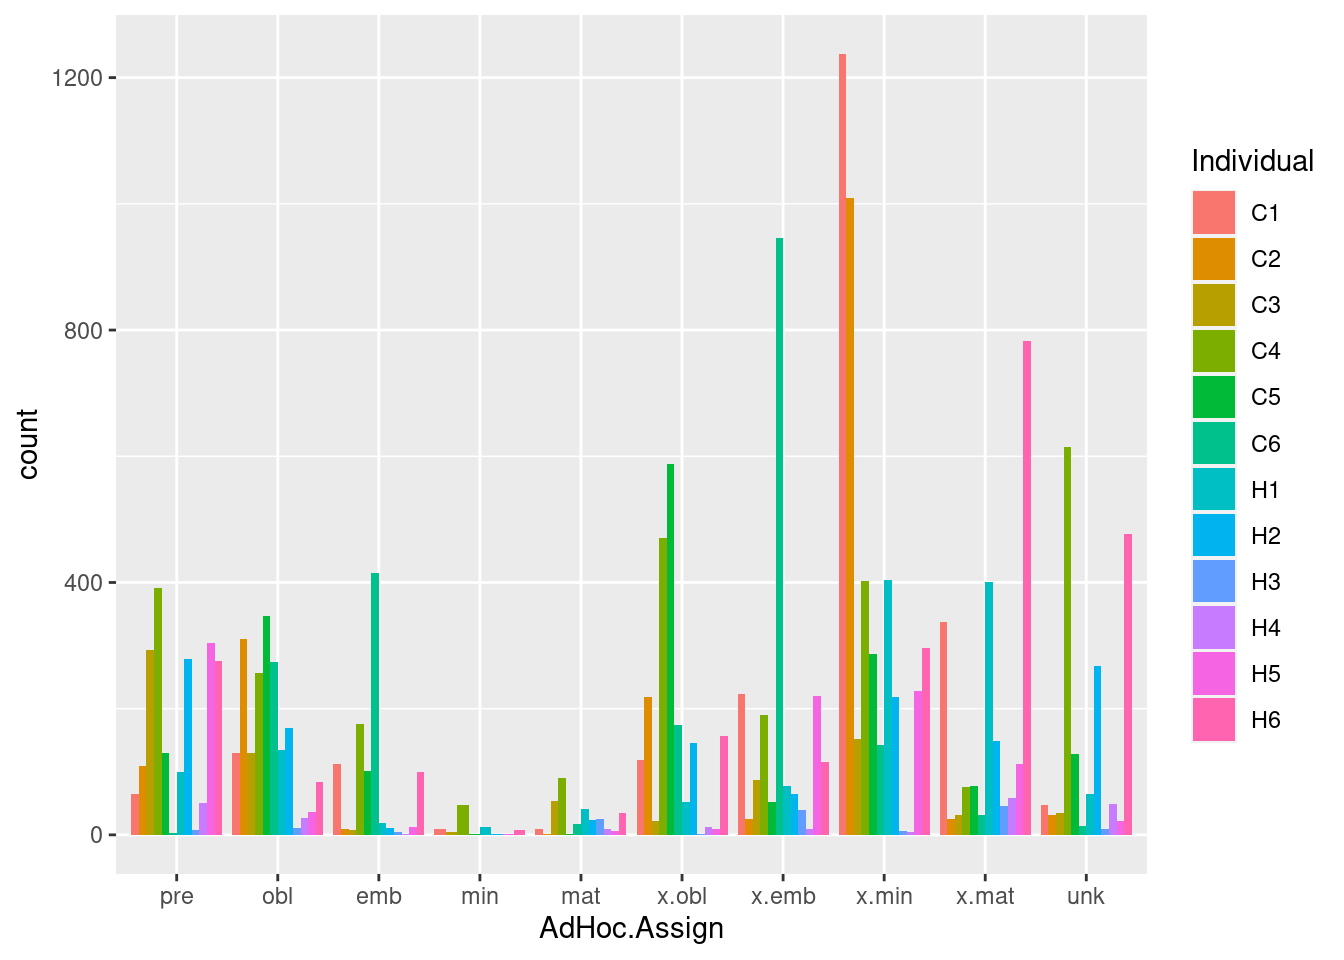 1200
800
400
0
count
pre obl emb min mat x.obl x.emb x.min x.mat unk
AdHoc.Assign
Individual
C1
C2
C3
C4
C5
C6
H1
H2
H3
H4
H5
H6